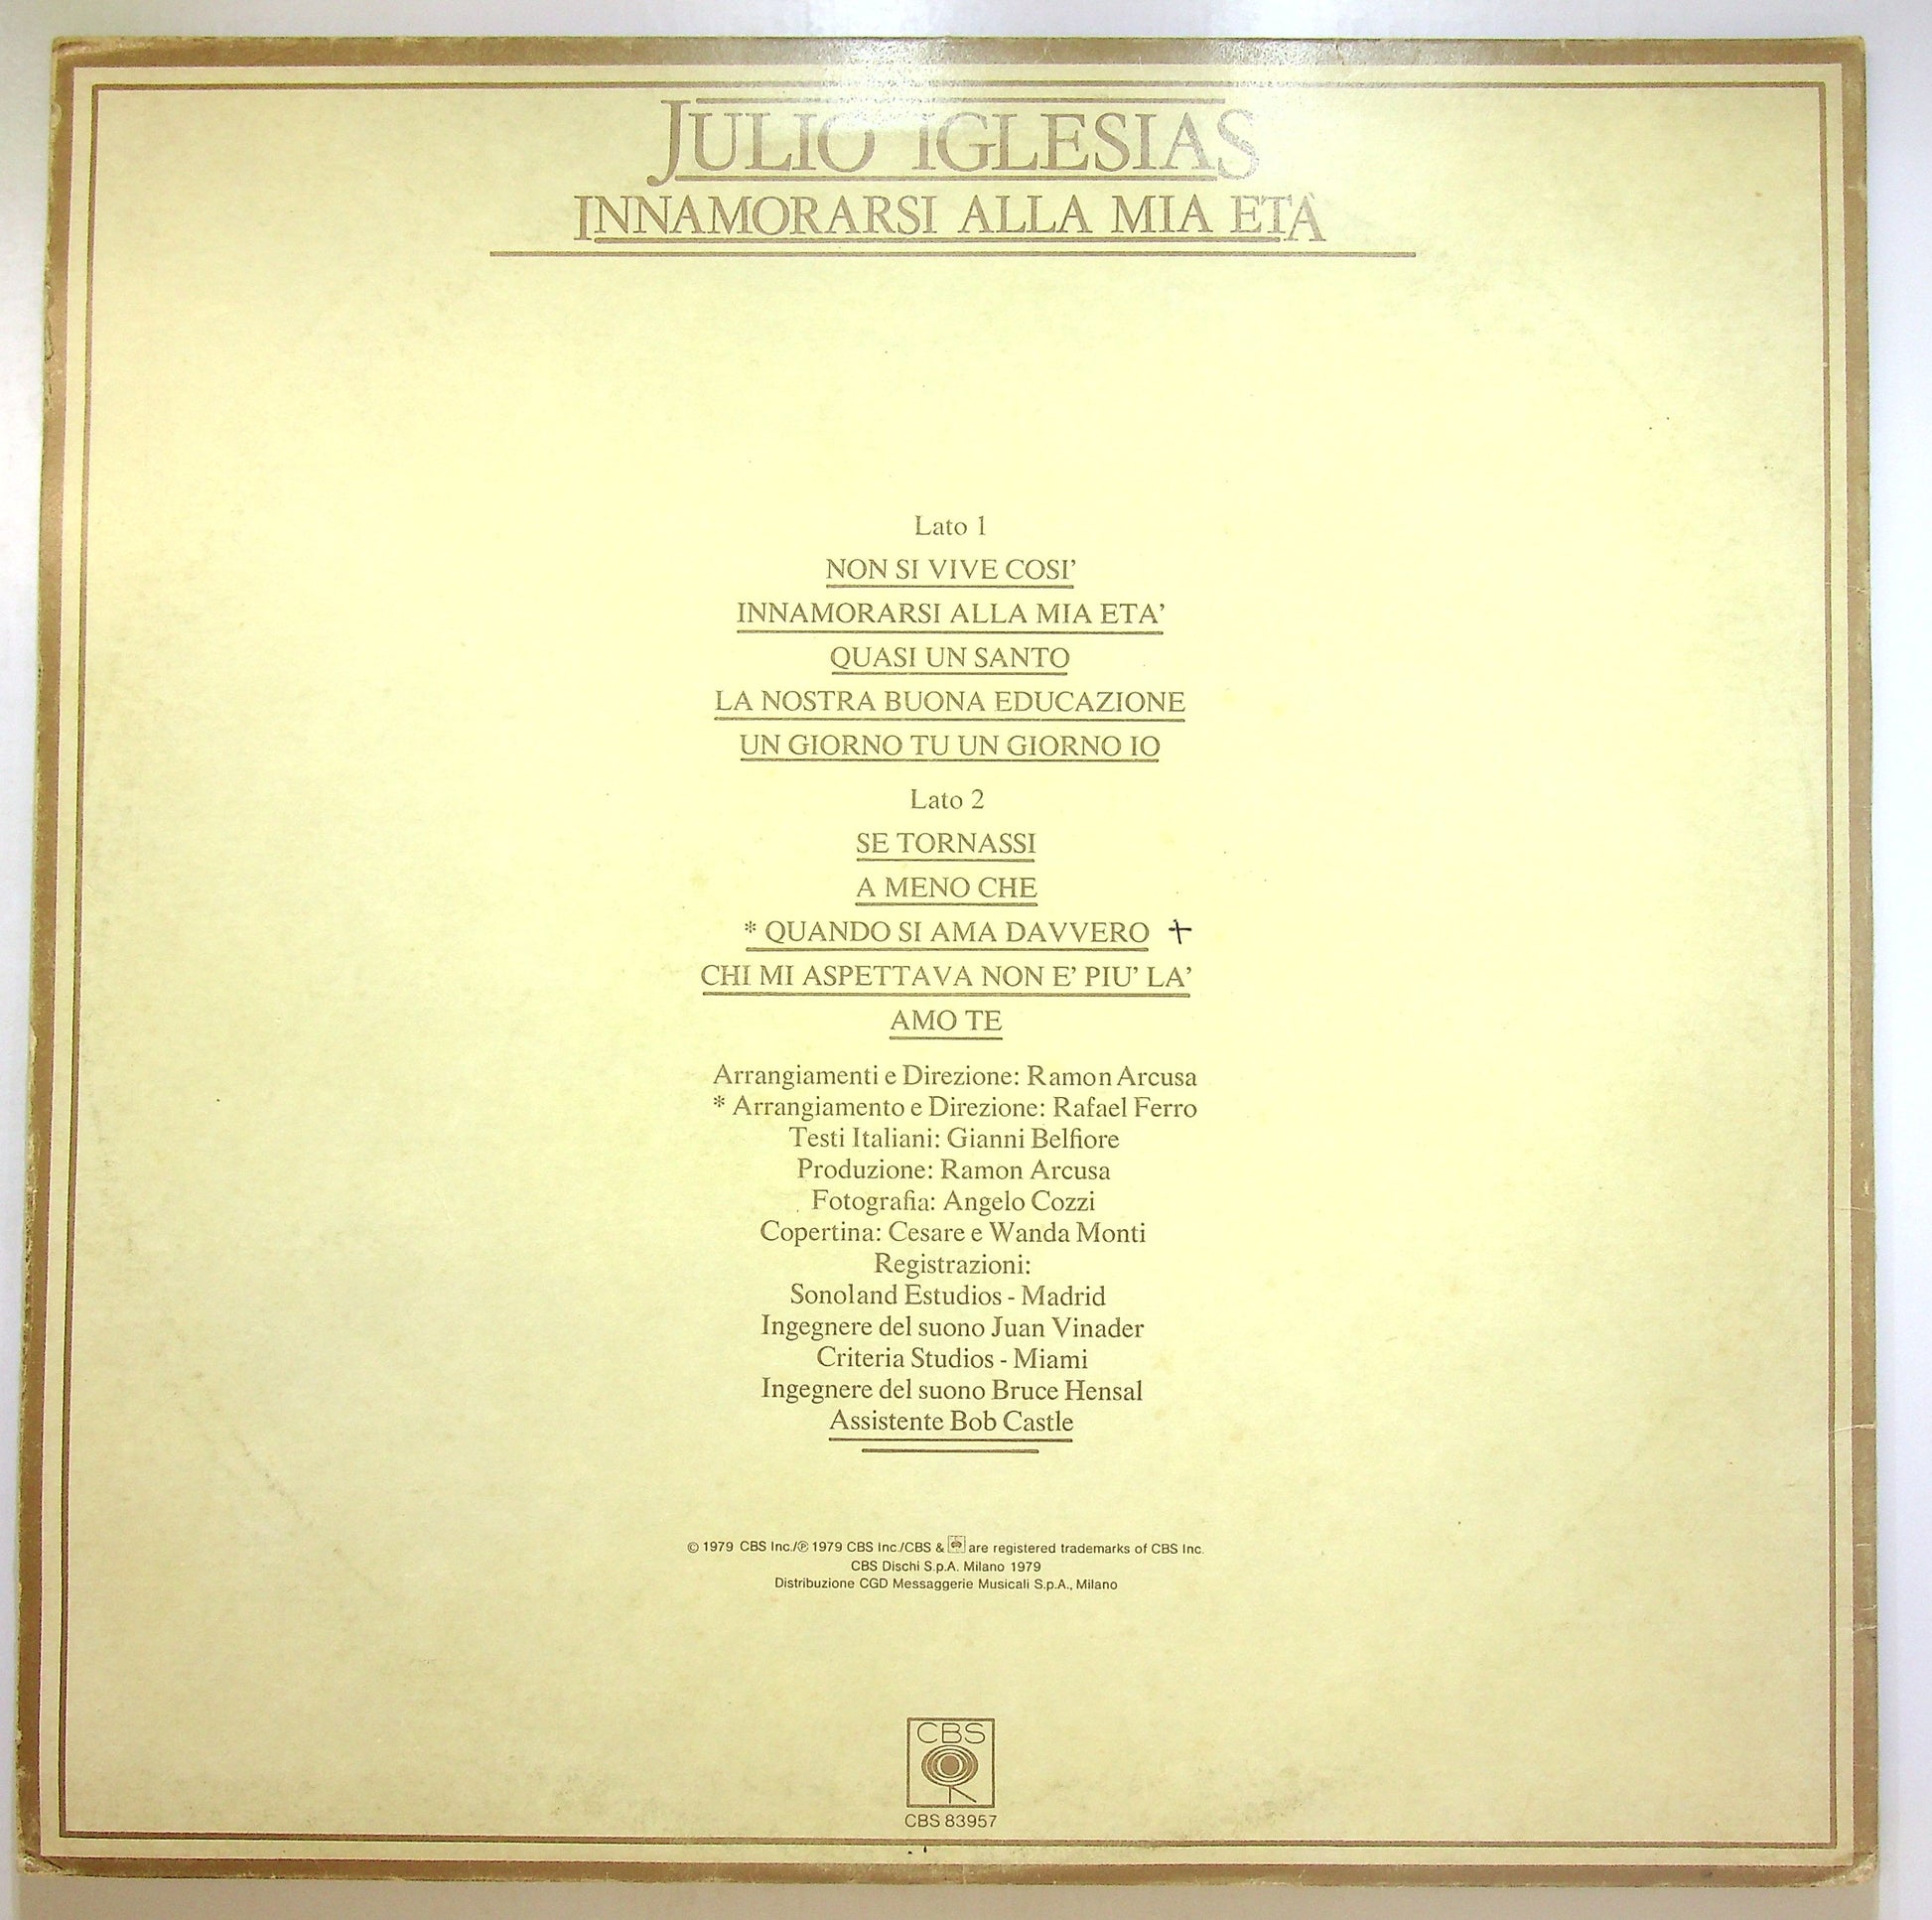 JULIO IGLESIAS
INNAMORARSI ALLA MIA ETÀ
Lato 1
NON SI VIVE COSI'
INNAMORARSI ALLA MIA ETA'
QUASI UN SANTO
LA NOSTRA BUONA EDUCAZIONE
UN GIORNO TU UN GIORNO IO
Lato 2
SE TORNASSI
A MENO CHE
* QUANDO SI AMA DAVVERO +
CHI MI ASPETTAVA NON E' PIU' LA'
AMO TE
Arrangiamenti e Direzione: Ramon Arcusa
* Arrangiamento e Direzione: Rafael Ferro
Testi Italiani: Gianni Belfiore
Produzione: Ramon Arcusa
Fotografia: Angelo Cozzi
Copertina: Cesare e Wanda Monti
Registrazioni:
Sonoland Estudios - Madrid
Ingegnere del suono Juan Vinader
Criteria Studios - Miami
Ingegnere del suono Bruce Hensal
Assistente Bob Castle
© 1979 CBS Inc./℗ 1979 CBS Inc./CBS & are registered trademarks of CBS Inc.
CBS Dischi S.p.A. Milano 1979
Distribuzione CGD Messaggerie Musicali S.p.A., Milano
CBS
CBS 83957